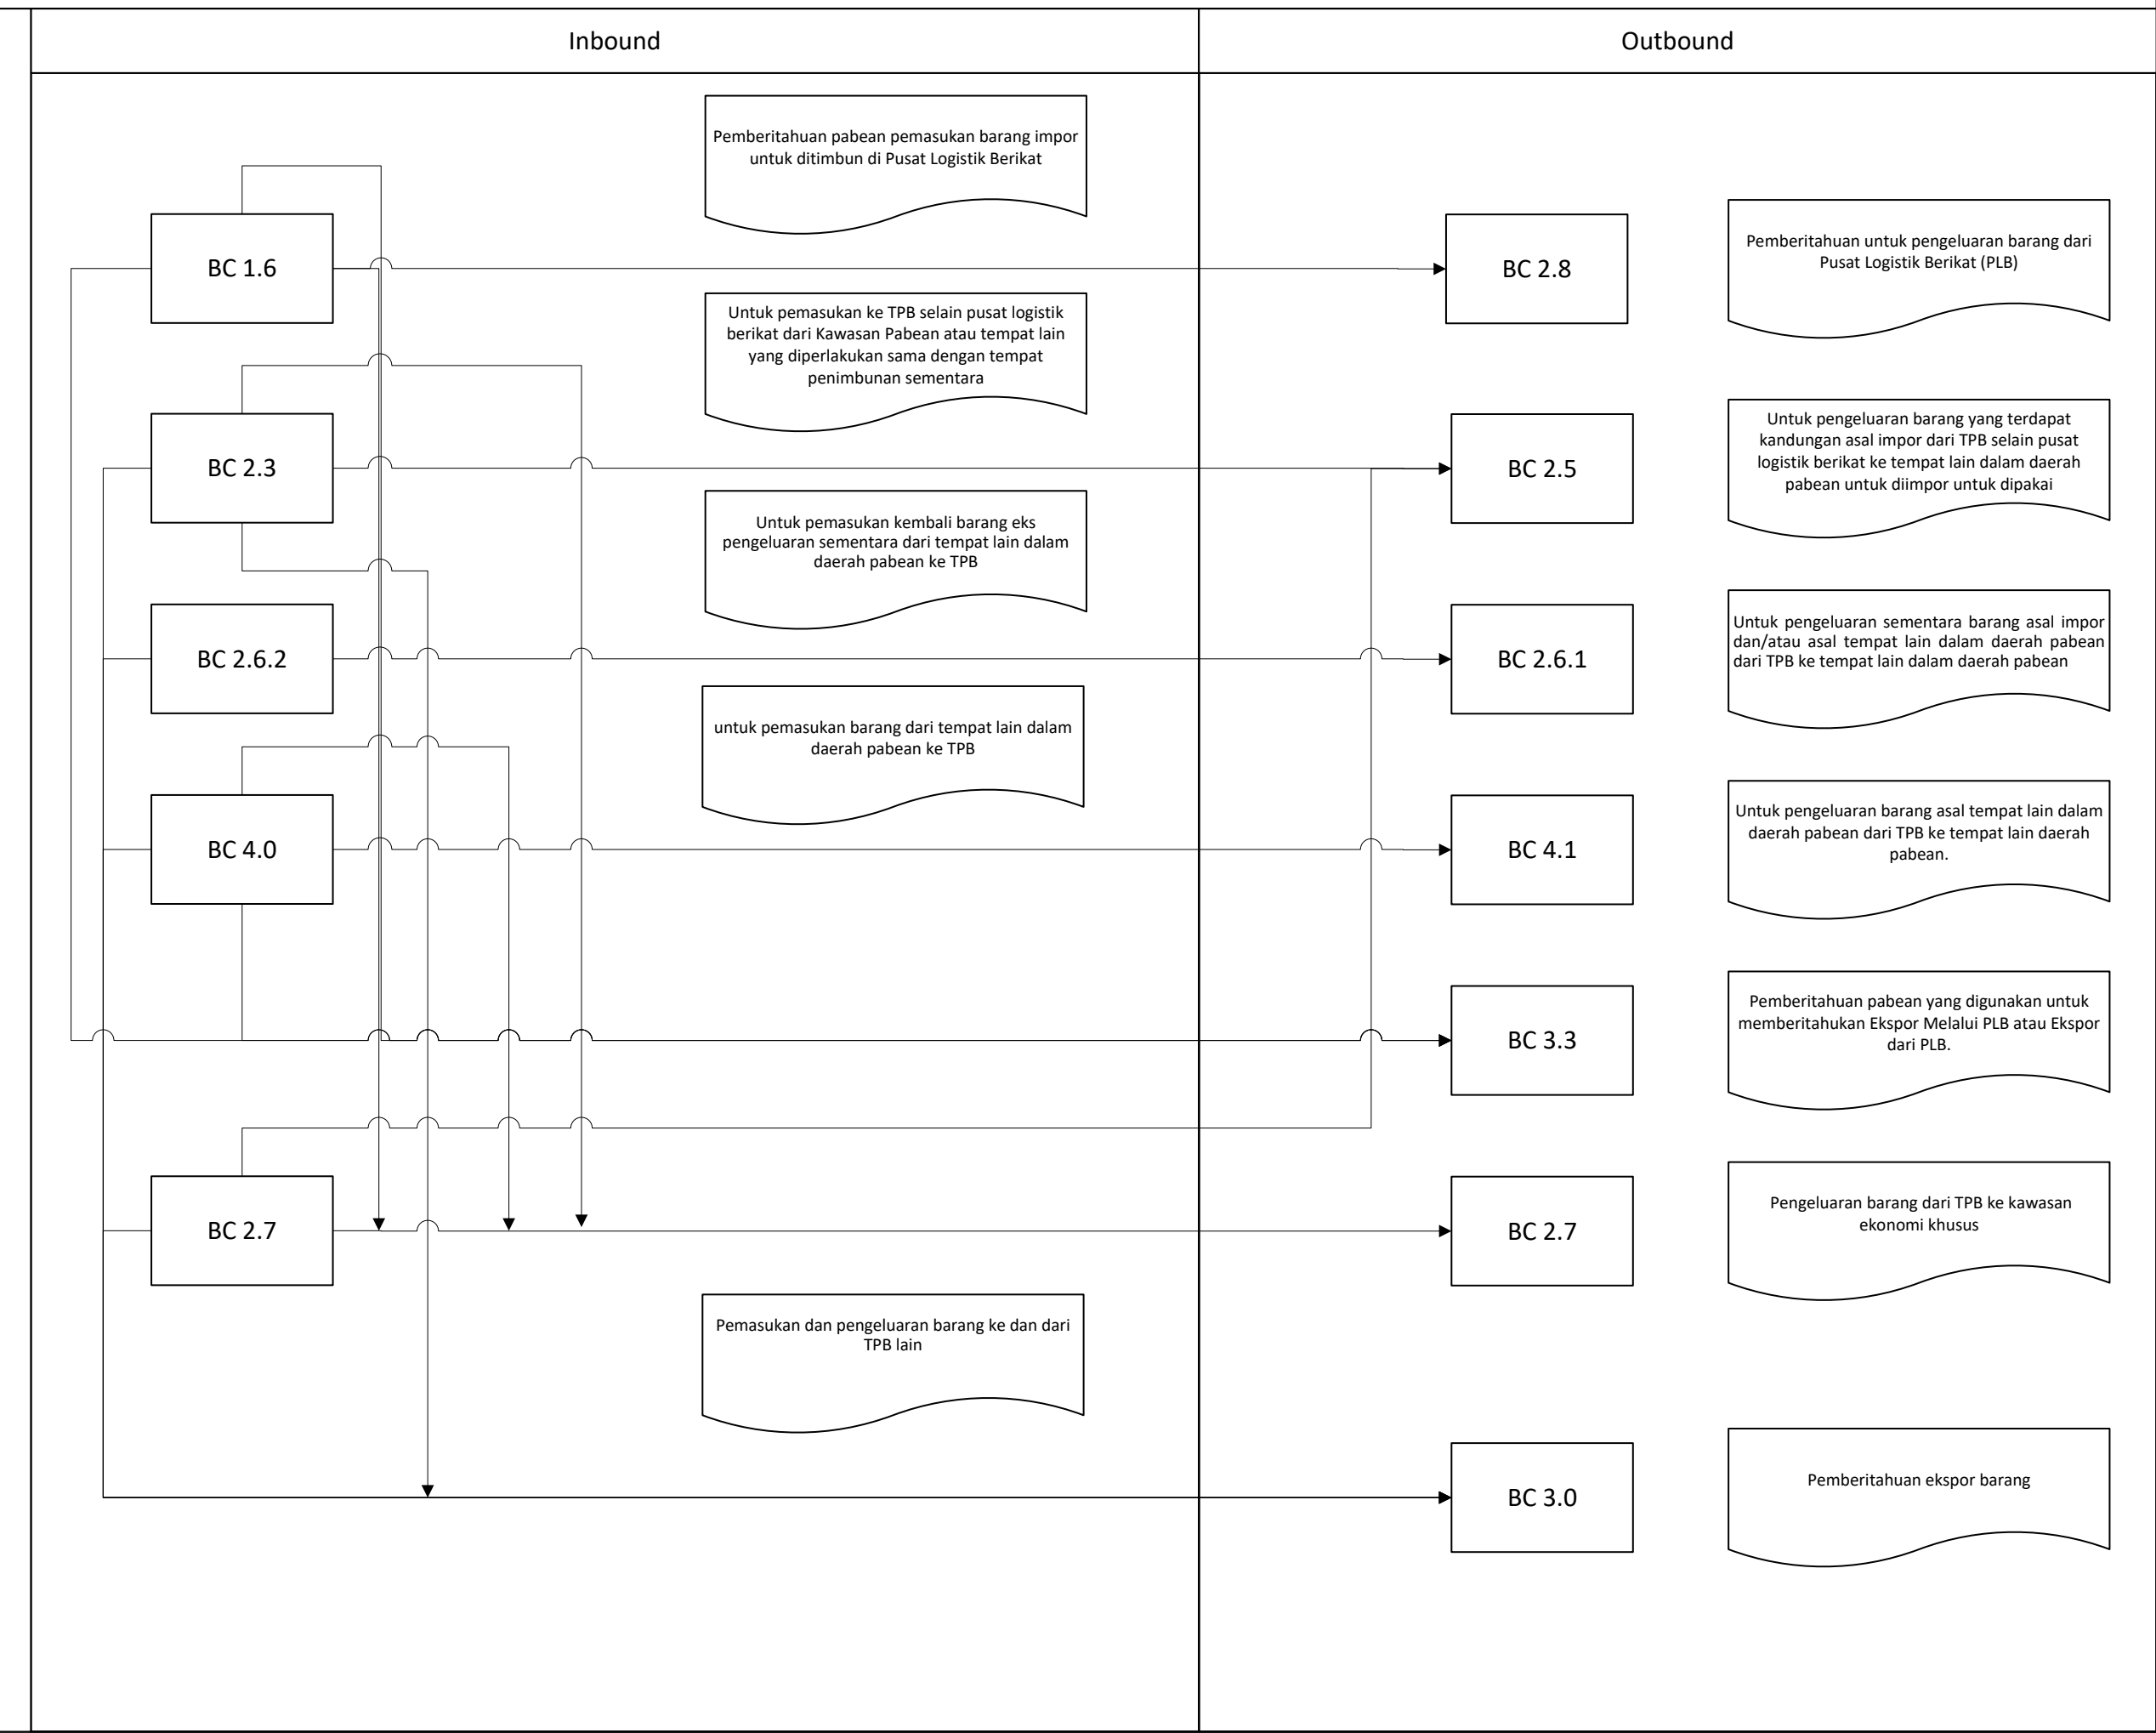 Inbound
Outbound
Pemberitahuan pabean pemasukan barang impor
untuk ditimbun di Pusat Logistik Berikat
BC 1.6
BC 2.8
Pemberitahuan untuk pengeluaran barang dari
Pusat Logistik Berikat (PLB)
Untuk pemasukan ke TPB selain pusat logistik
berikat dari Kawasan Pabean atau tempat lain
yang diperlakukan sama dengan tempat
penimbunan sementara
BC 2.3
BC 2.5
Untuk pengeluaran barang yang terdapat
kandungan asal impor dari TPB selain pusat
logistik berikat ke tempat lain dalam daerah
pabean untuk diimpor untuk dipakai
Untuk pemasukan kembali barang eks
pengeluaran sementara dari tempat lain dalam
daerah pabean ke TPB
BC 2.6.2
BC 2.6.1
Untuk pengeluaran sementara barang asal impor
dan/atau asal tempat lain dalam daerah pabean
dari TPB ke tempat lain dalam daerah pabean
untuk pemasukan barang dari tempat lain dalam
daerah pabean ke TPB
BC 4.0
BC 4.1
Untuk pengeluaran barang asal tempat lain dalam
daerah pabean dari TPB ke tempat lain daerah
pabean.
BC 3.3
Pemberitahuan pabean yang digunakan untuk
memberitahukan Ekspor Melalui PLB atau Ekspor
dari PLB.
BC 2.7
BC 2.7
Pengeluaran barang dari TPB ke kawasan
ekonomi khusus
Pemasukan dan pengeluaran barang ke dan dari
TPB lain
BC 3.0
Pemberitahuan ekspor barang